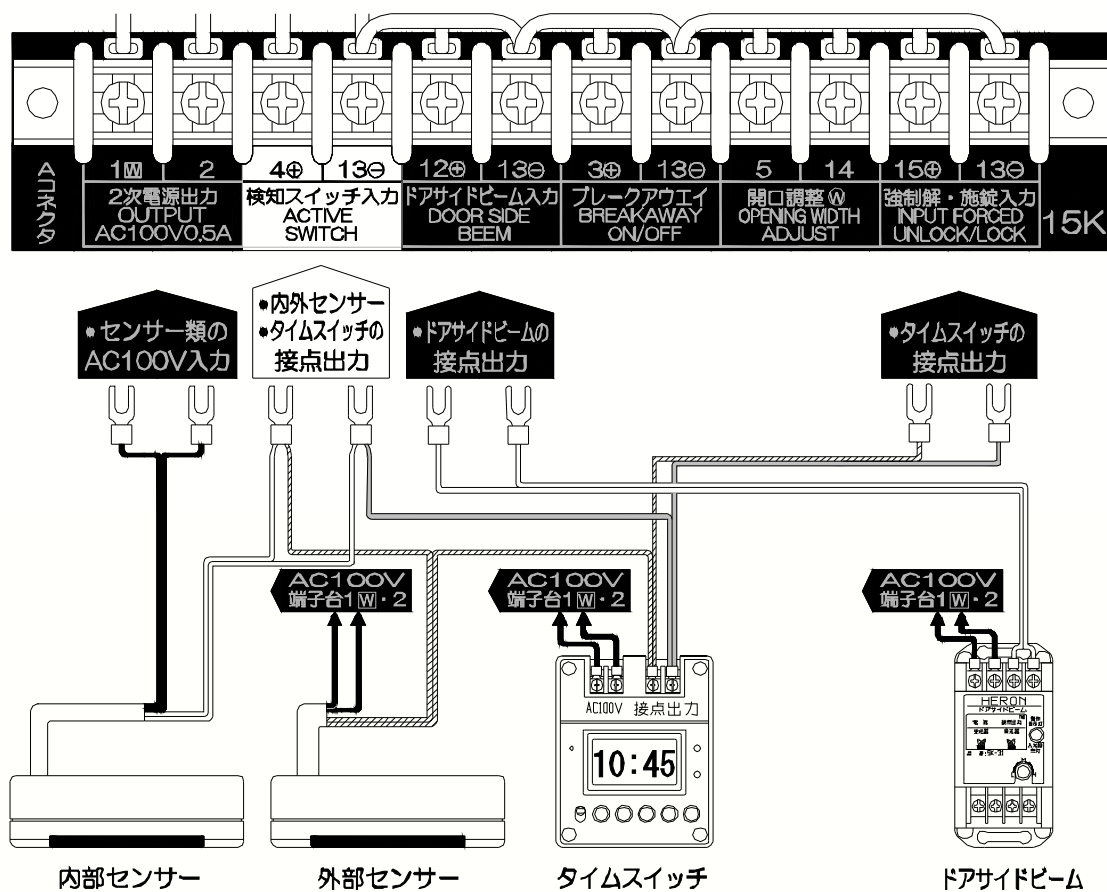 Aコネクタ
1W 2 4⊕ 13⊖ 12⊕ 13⊖ 3⊕ 13⊖ 5 14 15⊕ 13⊖
2次電源出力
OUTPUT
AC100V0.5A
検知スイッチ入力
ACTIVE
SWITCH
ドアサイドビーム入力
DOOR SIDE
BEEM
ブレークアウエイ
BREAKAWAY
ON/OFF
開口調整Ⓦ
OPENING WIDTH
ADJUST
強制解・施錠入力
INPUT FORCED
UNLOCK/LOCK
15K
●センサー類の
AC100V入力
●内外センサー
●タイムスイッチの
接点出力
●ドアサイドビームの
接点出力
●タイムスイッチの
接点出力
AC100V
端子台1W・2
AC100V
端子台1W・2
AC100V
端子台1W・2
AC100V 接点出力
10:45
HERON
ドアサイドビーム
内部センサー
外部センサー
タイムスイッチ
ドアサイドビーム